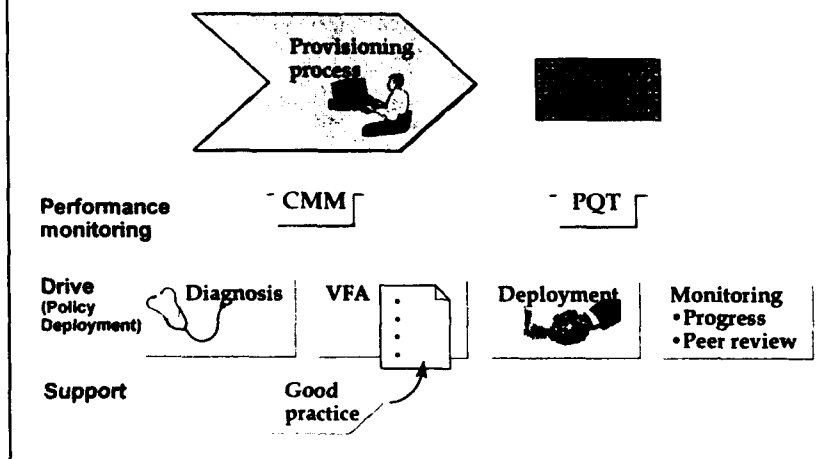 Provisioning
process
CMM
PQT
Performance
monitoring
Drive
(Policy
Deployment)
Diagnosis
VFA
Deployment
Monitoring
•Progress
•Peer review
Support
Good
practice